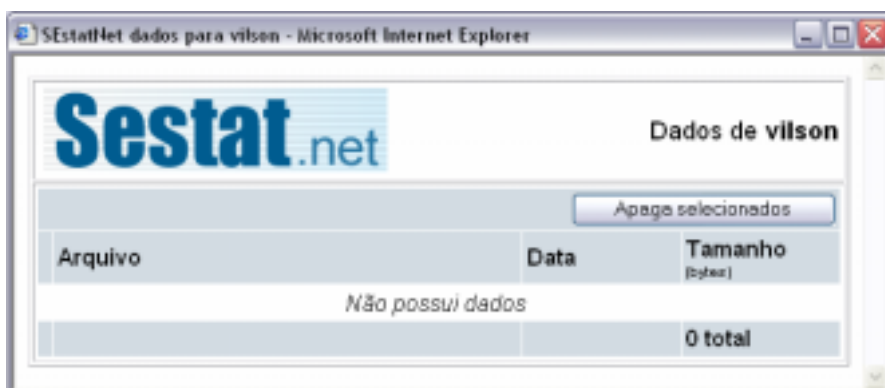 SEstatNet dados para vilson - Microsoft Internet Explorer
Sestat.net
Dados de vilson
Apaga selecionados
Arquivo Data Tamanho
(bytes)
Não possui dados
0 total